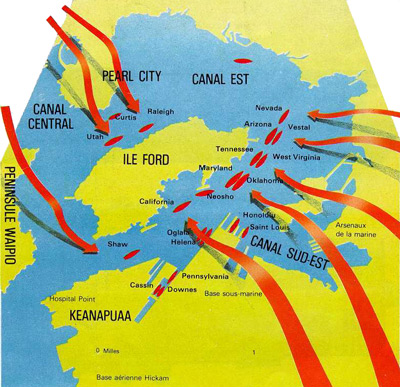 PEARL CITY
CANAL EST
CANAL
CENTRAL
Curtis
Raleigh
Utah
Nevada
Arizona
Vestal
Tennessee
West Virginia
Maryland
Oklahoma
ILE FORD
PENINSULE WAIPIO
Neosho
California
Honolulu
Saint Louis
Arsenaux
de la marine
Oglala
Helena
CANAL SUD-EST
Shaw
Pennsylvania
Cassin
Downes
Base sous-marine
Hospital Point
KEANAPUAA
0 Milles
1
Base aérienne Hickam